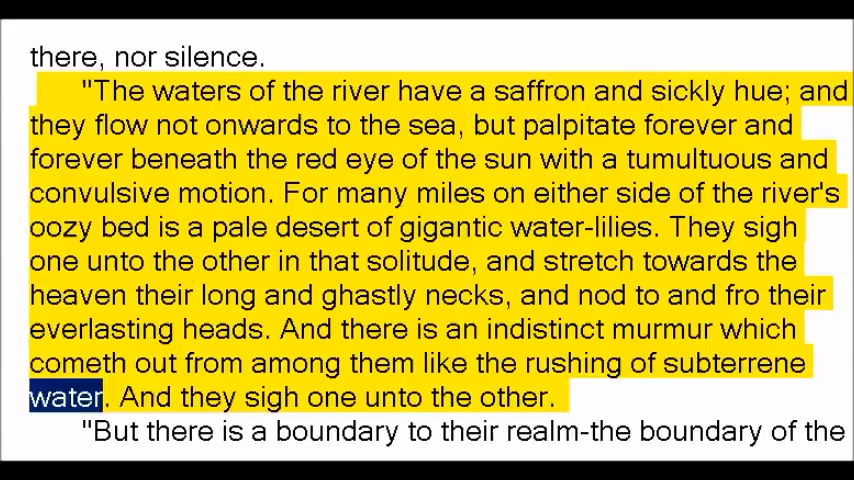 there, nor silence.
"The waters of the river have a saffron and sickly hue; and
they flow not onwards to the sea, but palpitate forever and
forever beneath the red eye of the sun with a tumultuous and
convulsive motion. For many miles on either side of the river's
oozy bed is a pale desert of gigantic water-lilies. They sigh
one unto the other in that solitude, and stretch towards the
heaven their long and ghastly necks, and nod to and fro their
everlasting heads. And there is an indistinct murmur which
cometh out from among them like the rushing of subterrene
water. And they sigh one unto the other.
"But there is a boundary to their realm-the boundary of the